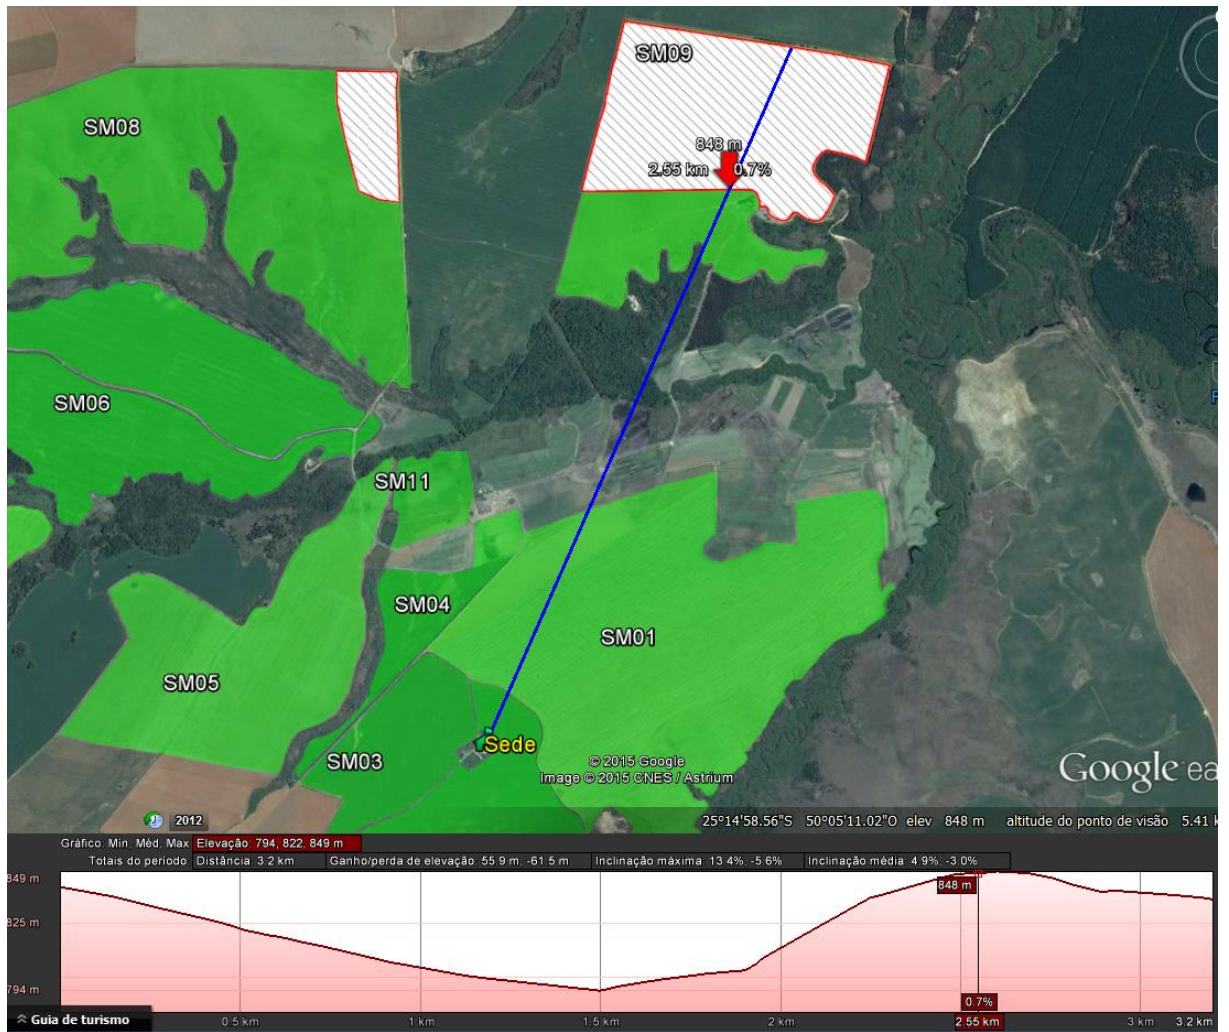 SM09
SM08
848 m
2.55 km 0.7%
SM06
SM11
SM04
SM01
SM05
Sede
SM03
© 2015 Google
Image © 2015 CNES / Astrium
Google ea
2012
25°14'58.56"S 50°05'11.02"O elev 848 m altitude do ponto de visão 5.41 k
Gráfico: Mín, Méd, Máx Elevação: 794, 822, 849 m
Totais do período: Distância: 3.2 km Ganho/perda de elevação: 55.9 m, -61.5 m Inclinação máxima: 13.4%, -5.6% Inclinação média: 4.9%, -3.0%
849 m
848 m
825 m
794 m
0.7%
Guia de turismo
0.5 km 1 km 1.5 km 2 km 2.55 km 3 km 3.2 km